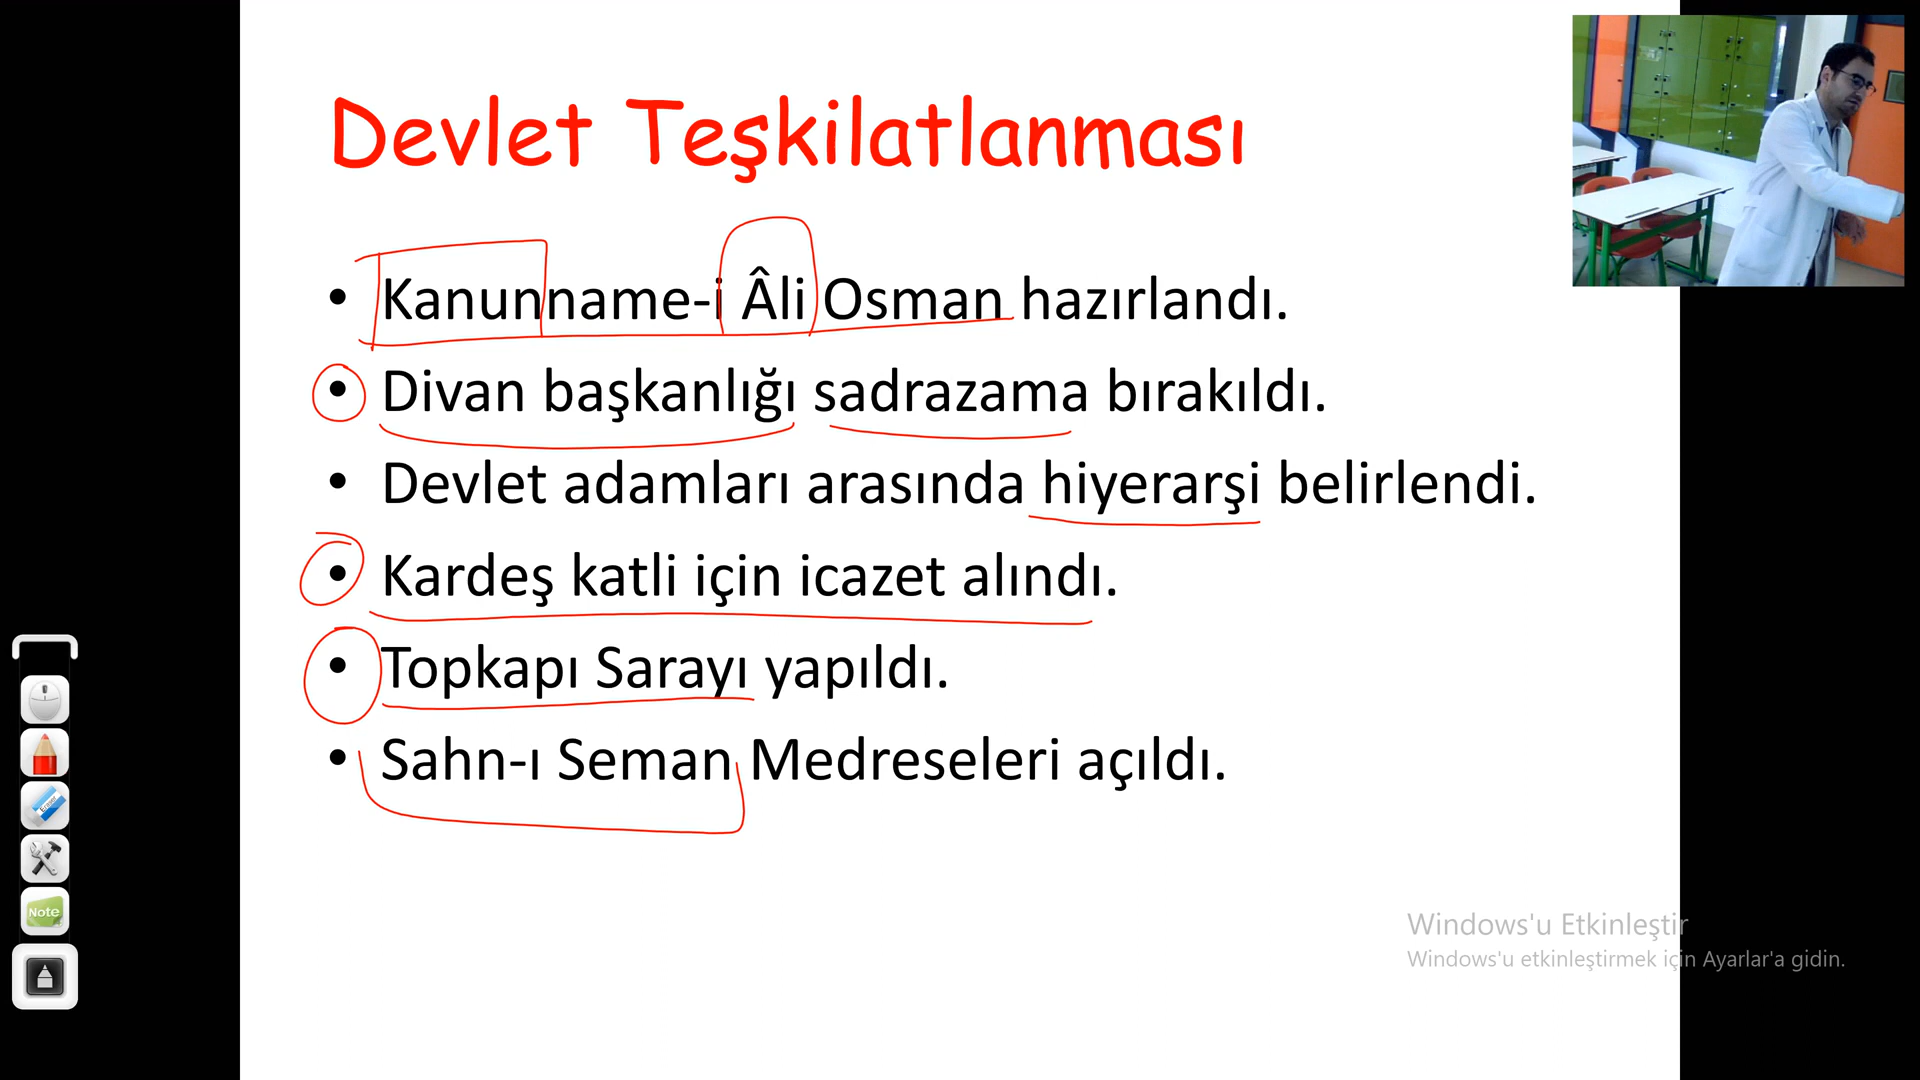 Devlet Teşkilatlanması
• Kanunname-i Âli Osman hazırlandı.
• Divan başkanlığı sadrazama bırakıldı.
• Devlet adamları arasında hiyerarşi belirlendi.
• Kardeş katli için icazet alındı.
• Topkapı Sarayı yapıldı.
• Sahn-ı Seman Medreseleri açıldı.
Note
Windows'u Etkinleştir
Windows'u etkinleştirmek için Ayarlar'a gidin.